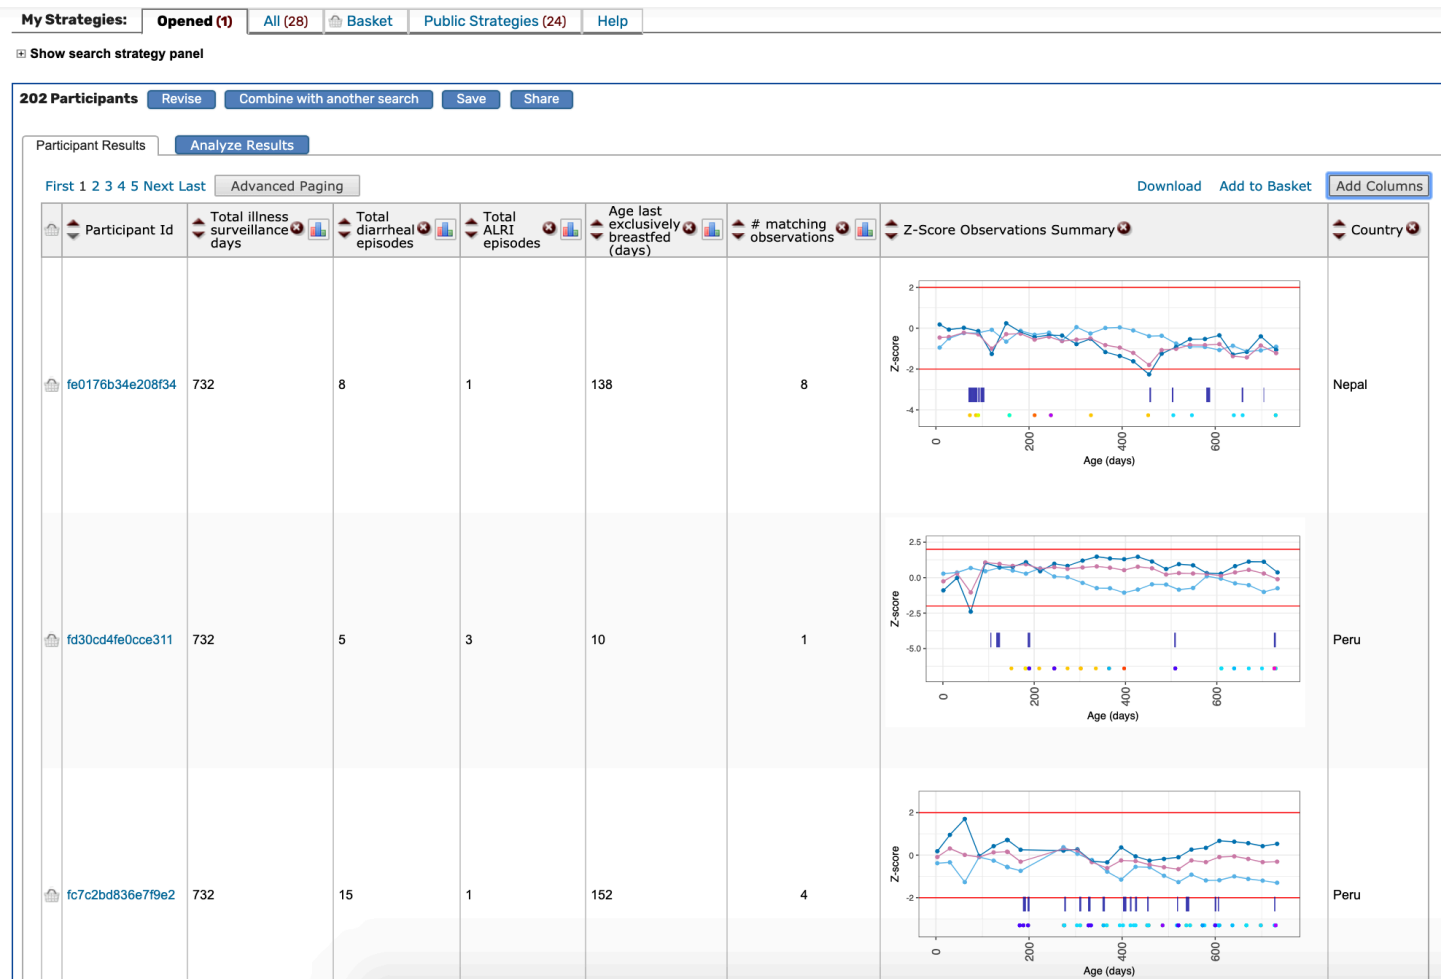 My Strategies: Opened (1) All (28) Basket Public Strategies (24) Help
Show search strategy panel
202 Participants Revise Combine with another search Save Share
Participant Results Analyze Results
First 1 2 3 4 5 Next Last Advanced Paging Download Add to Basket Add Columns
Participant Id
Total illness
surveillance
days
Total
diarrheal
episodes
Total
ALRI
episodes
Age last
exclusively
breastfed
(days)
# matching
observations
Z-Score Observations Summary
Country
fe0176b34e208f34 732 8 1 138 8
Z-score
2
0
-2
-4
0 200 400 600
Age (days)
Nepal
fd30cd4fe0cce311 732 5 3 10 1
Z-score
2.5
0.0
-2.5
-5.0
0 200 400 600
Age (days)
Peru
fc7c2bd836e7f9e2 732 15 1 152 4
Z-score
2
0
-2
0 200 400 600
Age (days)
Peru